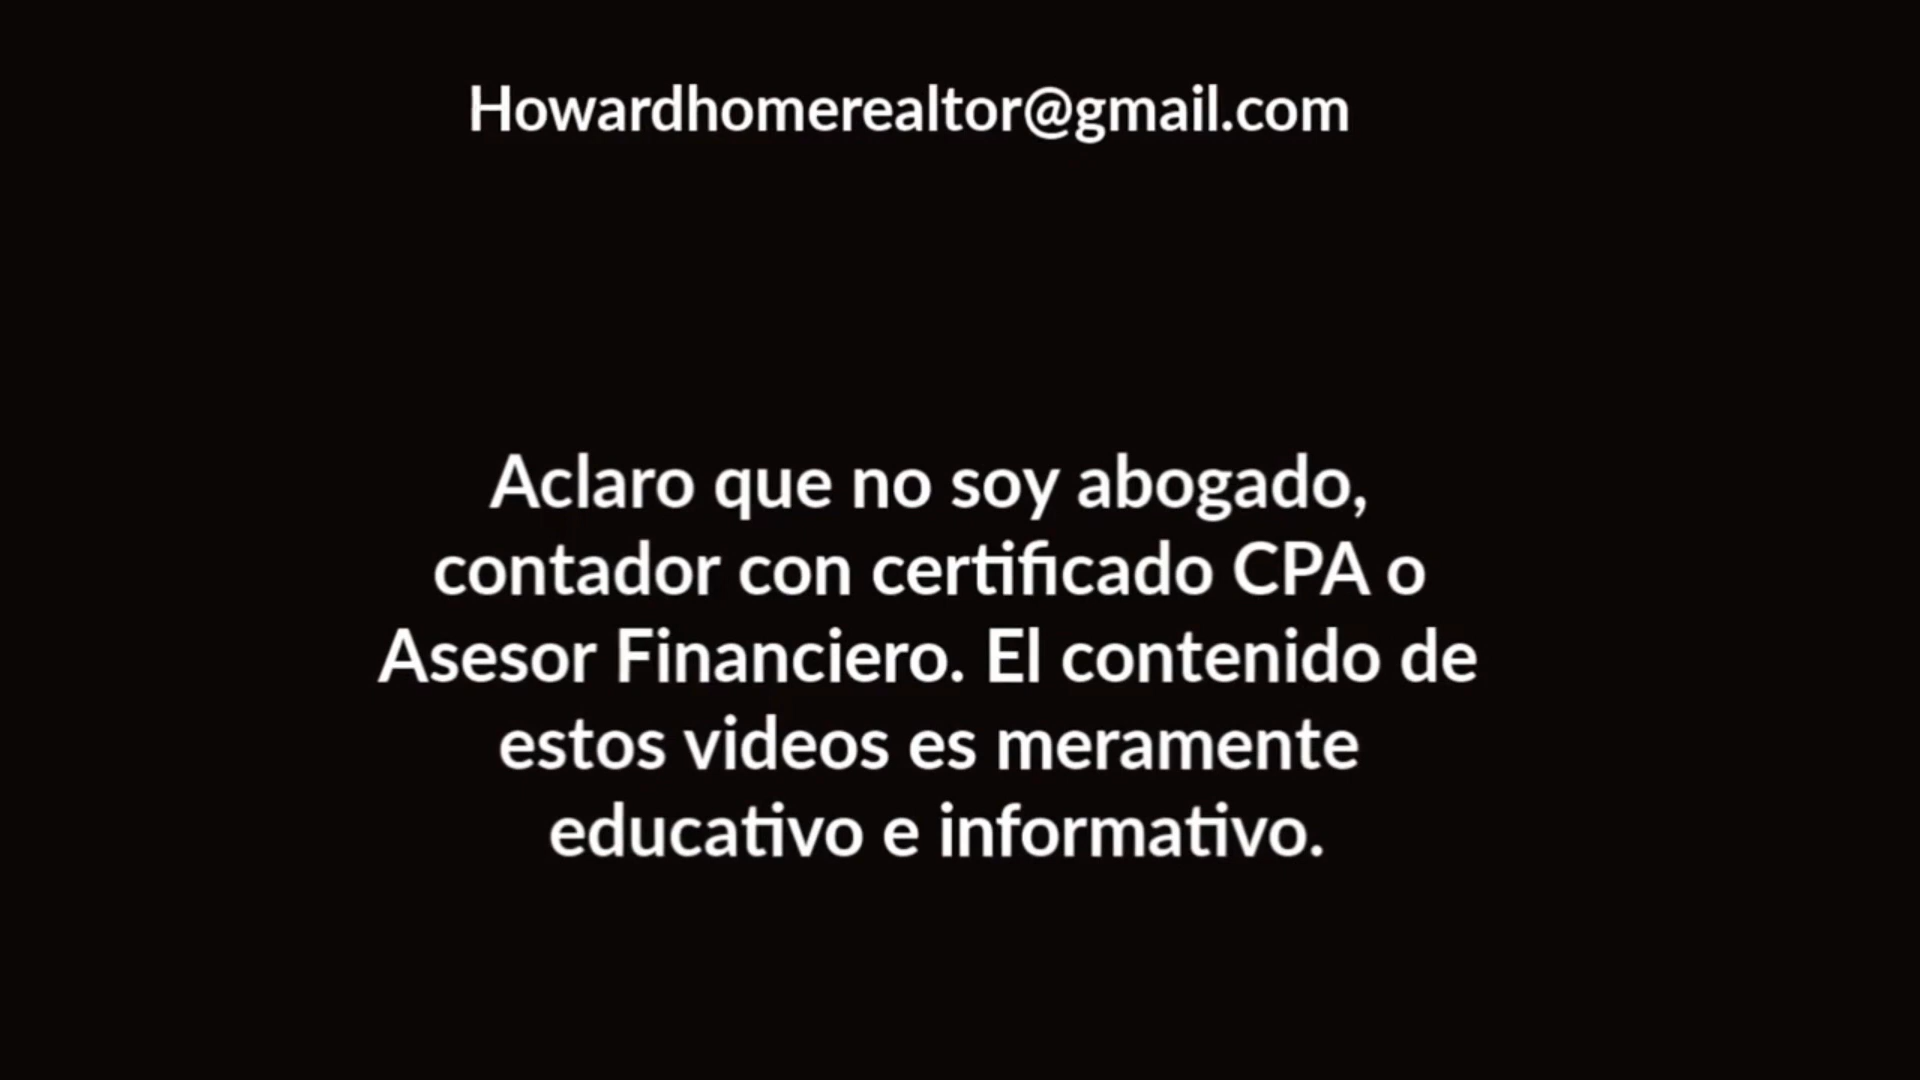 Howardhomerealtor@gmail.com
Aclaro que no soy abogado,
contador con certificado CPA o
Asesor Financiero. El contenido de
estos videos es meramente
educativo e informativo.